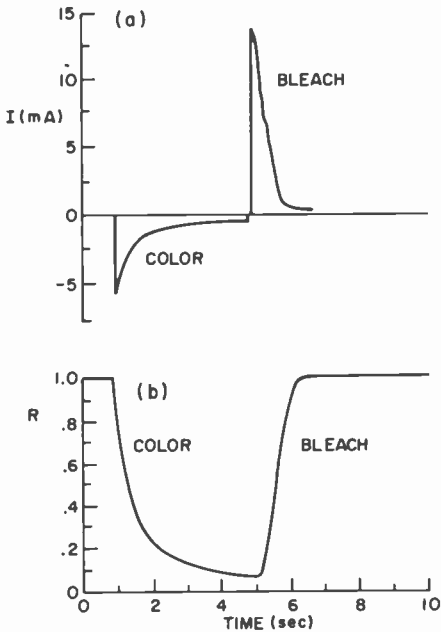 (a)
15
10
5
0
-5
I (mA)
BLEACH
COLOR
(b)
1.0
.8
.6
.4
.2
0
R
COLOR
BLEACH
0 2 4 6 8 10
TIME (sec)